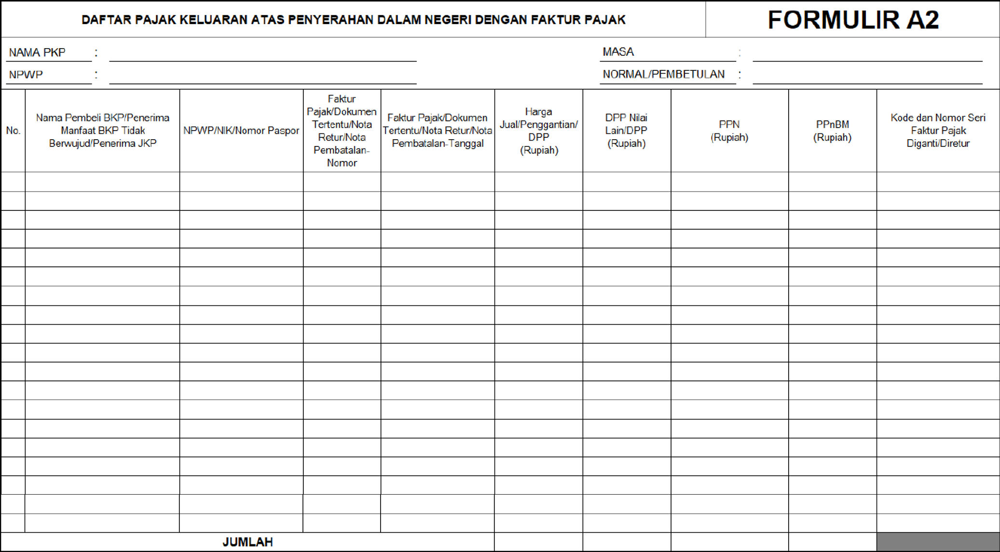 DAFTAR PAJAK KELUARAN ATAS PENYERAHAN DALAM NEGERI DENGAN FAKTUR PAJAK
FORMULIR A2
NAMA PKP :
MASA :
NPWP :
NORMAL/PEMBETULAN :
No.
Nama Pembeli BKP/Penerima
Manfaat BKP Tidak
Berwujud/Penerima JKP
NPWP/NIK/Nomor Paspor
Faktur
Pajak/Dokumen
Tertentu/Nota
Retur/Nota
Pembatalan-
Nomor
Faktur Pajak/Dokumen
Tertentu/Nota Retur/Nota
Pembatalan-Tanggal
Harga
Jual/Penggantian/
DPP
(Rupiah)
DPP Nilai
Lain/DPP
(Rupiah)
PPN
(Rupiah)
PPnBM
(Rupiah)
Kode dan Nomor Seri
Faktur Pajak
Diganti/Diretur
JUMLAH